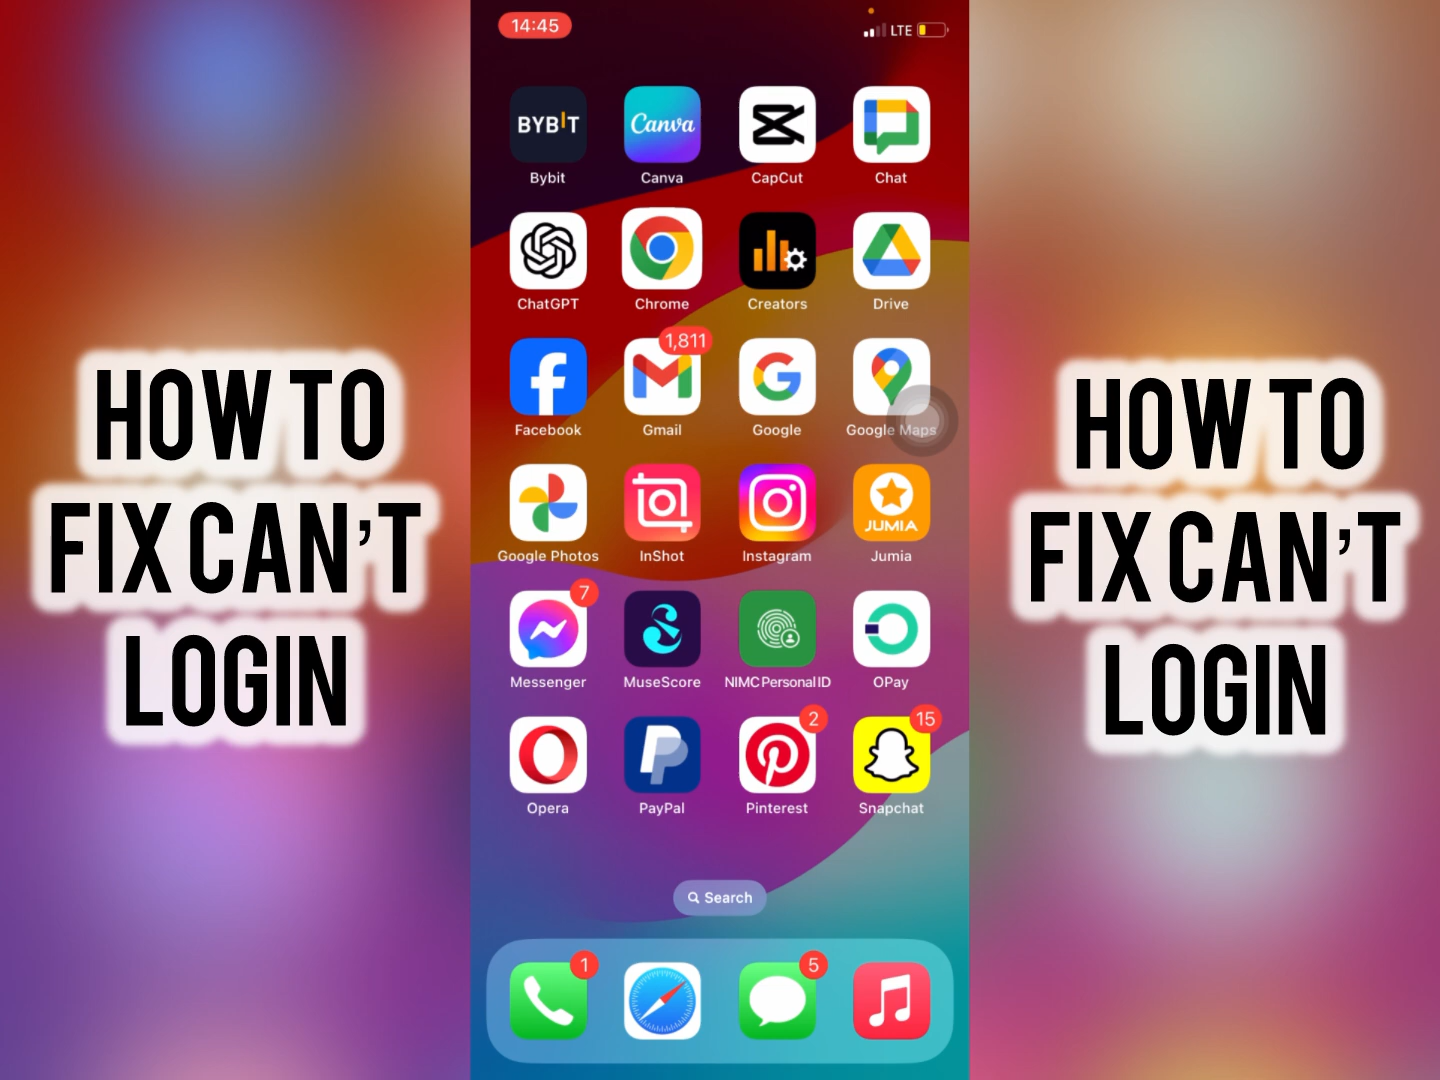 14:45
LTE
BYBIT
Canva
Bybit
Canva
CapCut
Chat
ChatGPT
Chrome
Creators
Drive
1,811
Facebook
Gmail
Google
Google Maps
JUMIA
Google Photos
InShot
Instagram
Jumia
7
Messenger
MuseScore
NIMC Personal ID
OPay
2
15
Opera
PayPal
Pinterest
Snapchat
Search
1
5
HOW TO
FIX CAN'T
LOGIN
HOW TO
FIX CAN'T
LOGIN